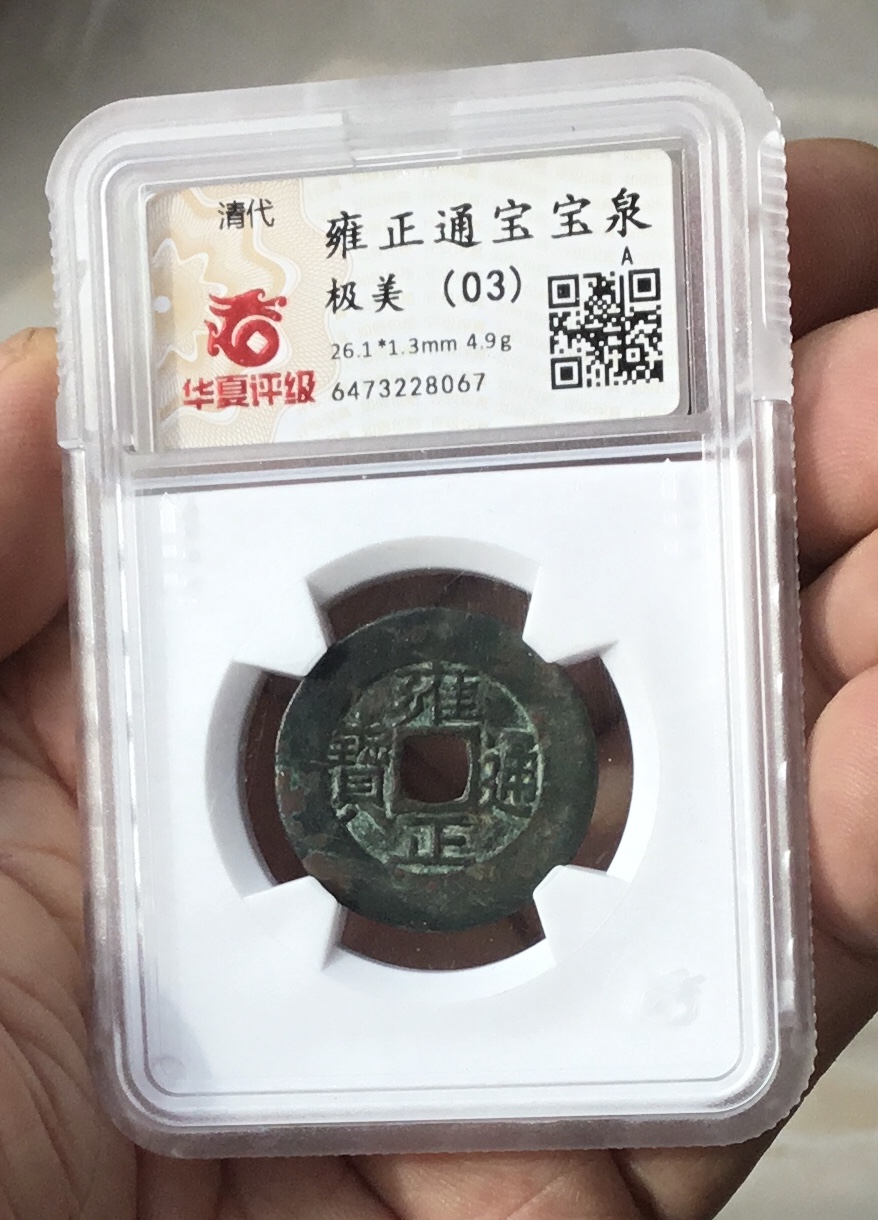 清代
华夏评级
雍正通宝宝泉
A
极美 (03)
26.1*1.3mm 4.9g
6473228067
雍正通寳